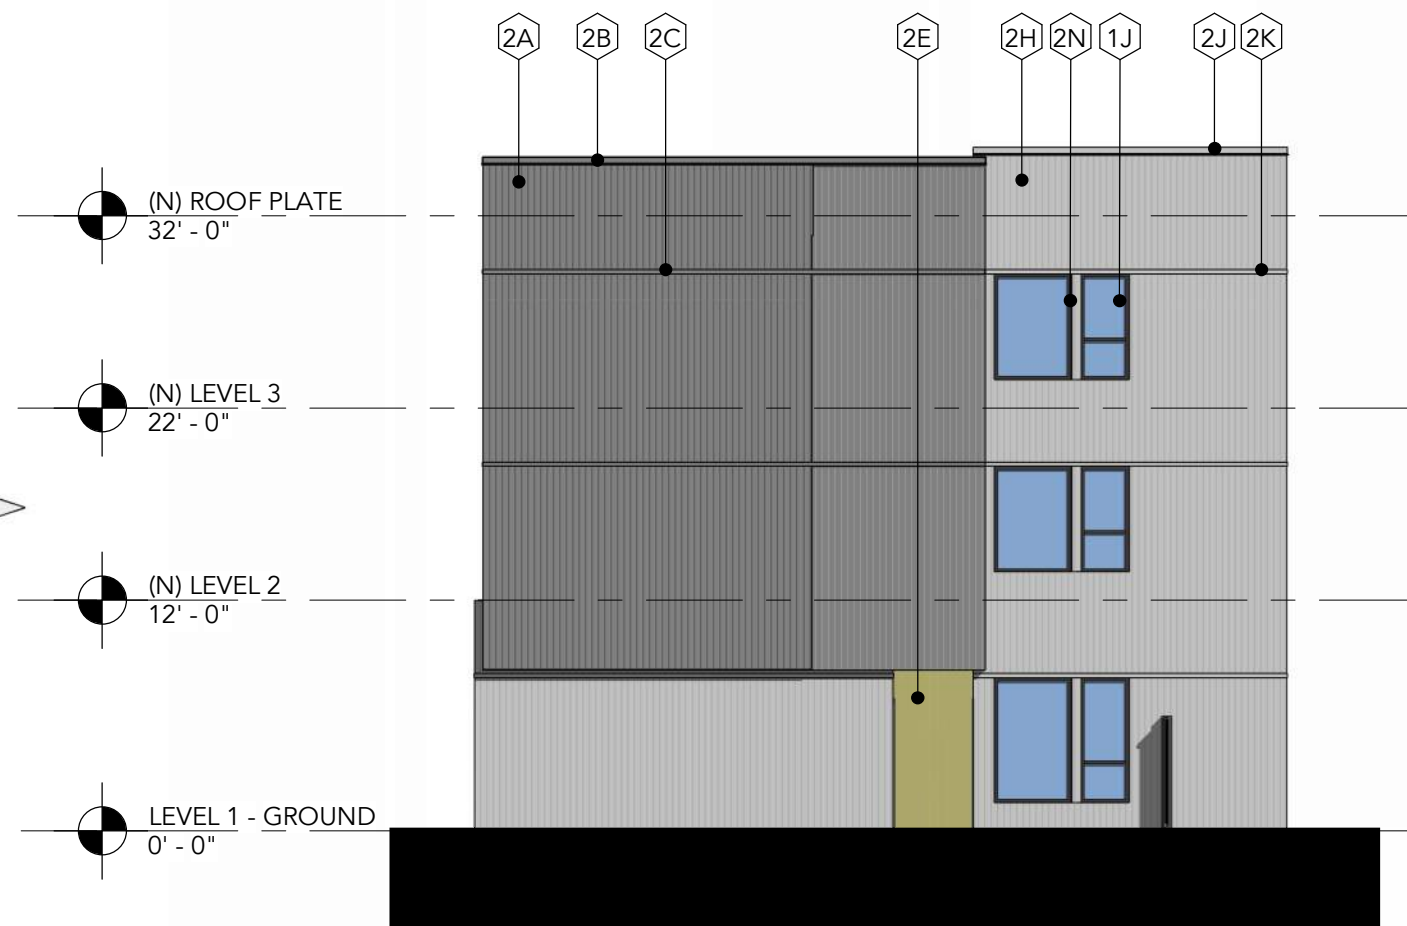 2A 2B 2C 2E 2H 2N 1J 2J 2K
(N) ROOF PLATE
32' - 0"
(N) LEVEL 3
22' - 0"
(N) LEVEL 2
12' - 0"
LEVEL 1 - GROUND
0' - 0"